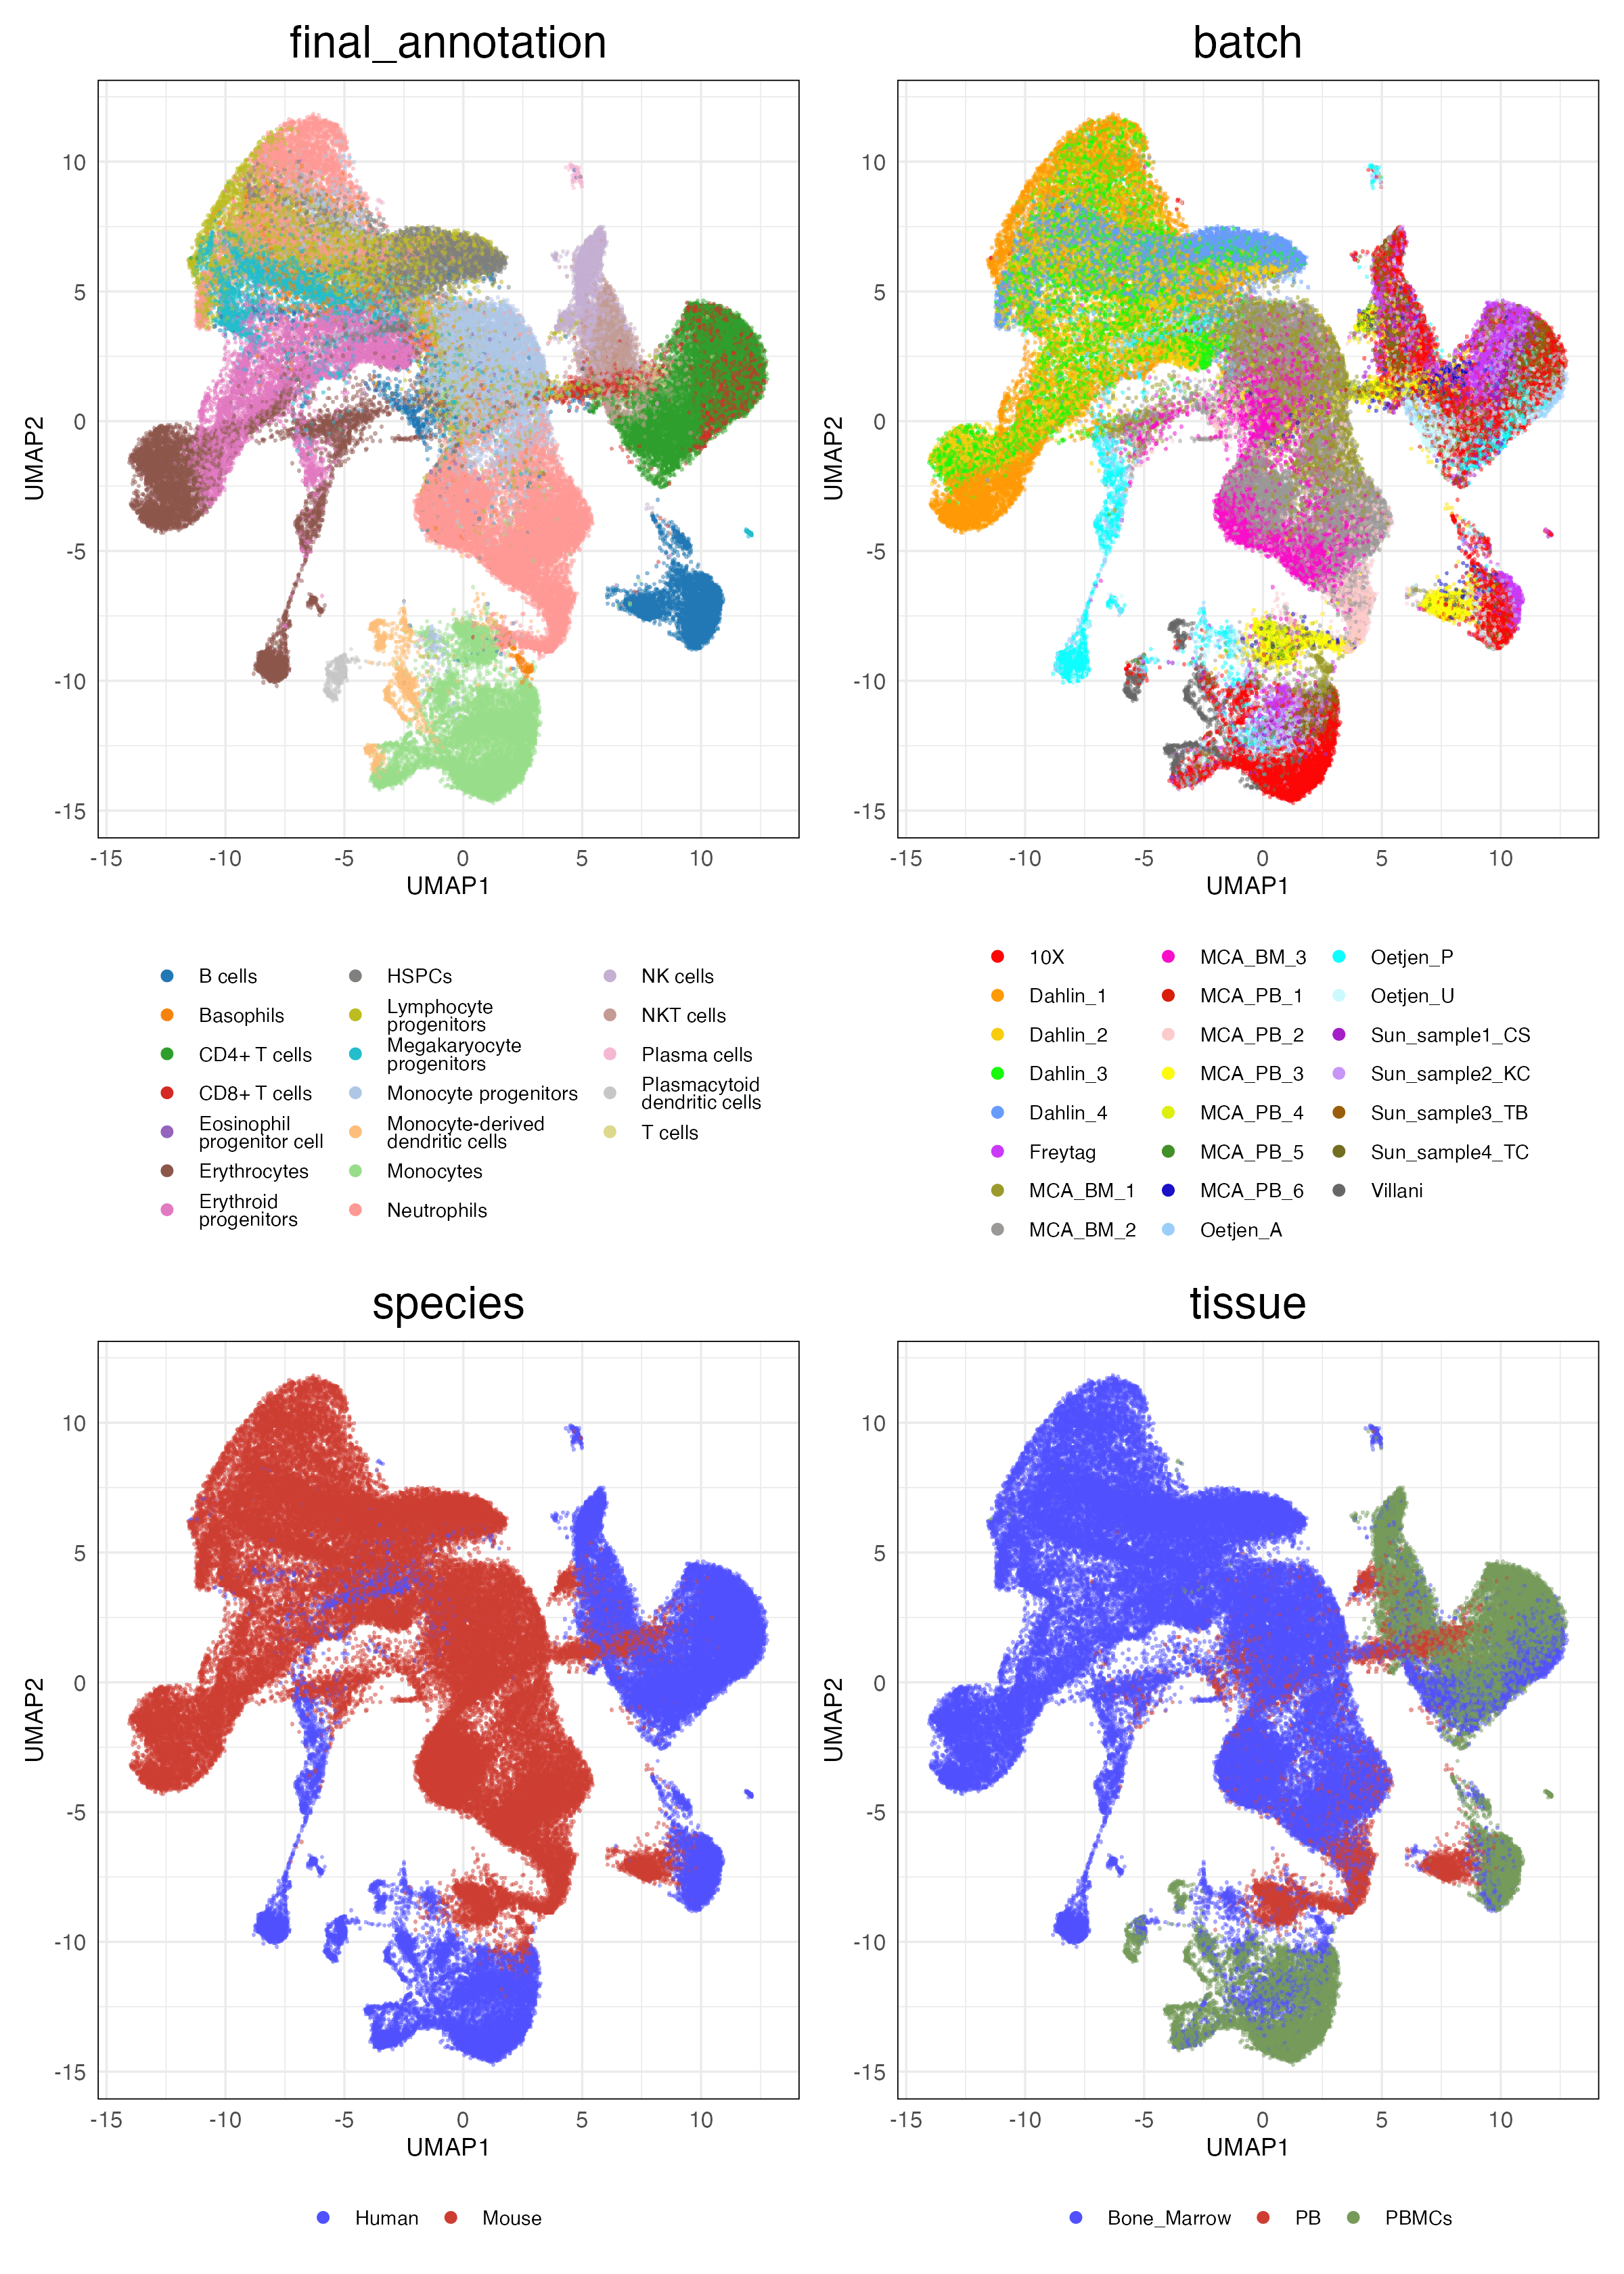 final_annotation
batch
10
5
0
-5
-10
-15
UMAP2
-15 -10 -5 0 5 10
UMAP1
10
5
0
-5
-10
-15
UMAP2
-15 -10 -5 0 5 10
UMAP1
B cells
Basophils
CD4+ T cells
CD8+ T cells
Eosinophil
progenitor cell
Erythrocytes
Erythroid
progenitors
HSPCs
Lymphocyte
progenitors
Megakaryocyte
progenitors
Monocyte progenitors
Monocyte-derived
dendritic cells
Monocytes
Neutrophils
NK cells
NKT cells
Plasma cells
Plasmacytoid
dendritic cells
T cells
10X
Dahlin_1
Dahlin_2
Dahlin_3
Dahlin_4
Freytag
MCA_BM_1
MCA_BM_2
MCA_BM_3
MCA_PB_1
MCA_PB_2
MCA_PB_3
MCA_PB_4
MCA_PB_5
MCA_PB_6
Oetjen_A
Oetjen_P
Oetjen_U
Sun_sample1_CS
Sun_sample2_KC
Sun_sample3_TB
Sun_sample4_TC
Villani
species
tissue
10
5
0
-5
-10
-15
UMAP2
-15 -10 -5 0 5 10
UMAP1
10
5
0
-5
-10
-15
UMAP2
-15 -10 -5 0 5 10
UMAP1
Human Mouse
Bone_Marrow PB PBMCs